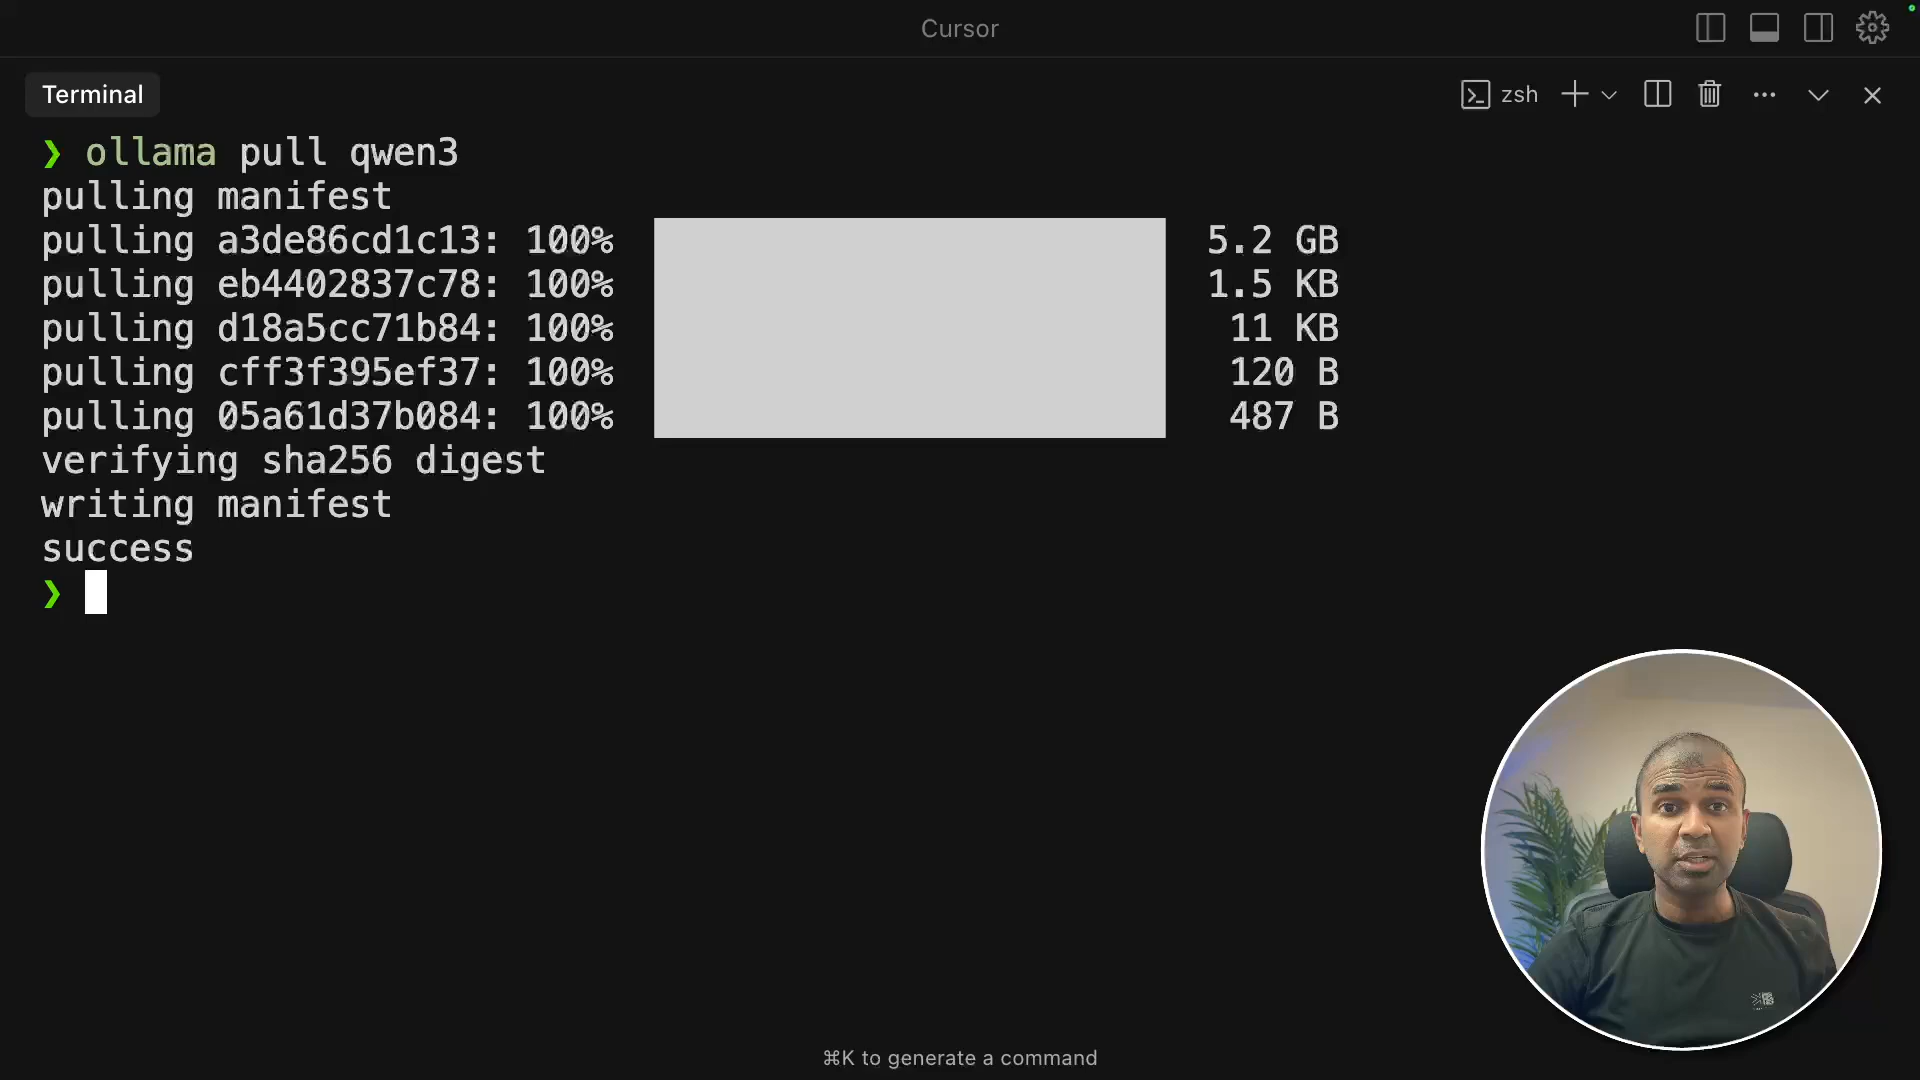 Cursor
Terminal
zsh
❯ ollama pull qwen3
pulling manifest
pulling a3de86cd1c13: 100% 5.2 GB
pulling eb4402837c78: 100% 1.5 KB
pulling d18a5cc71b84: 100% 11 KB
pulling cff3f395ef37: 100% 120 B
pulling 05a61d37b084: 100% 487 B
verifying sha256 digest
writing manifest
success
❯
⌘K to generate a command